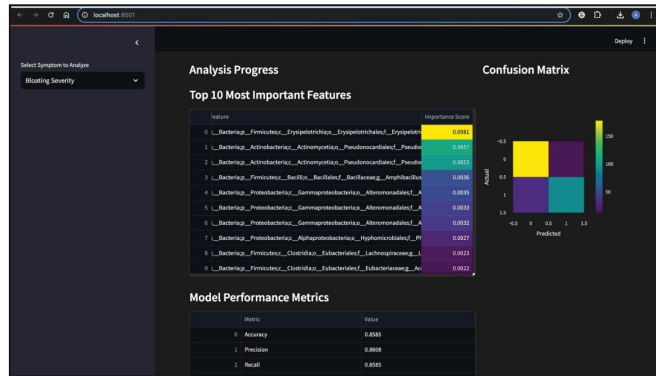 localhost:8501
Deploy
Select Symptom to Analyze
Bloating Severity
Analysis Progress
Top 10 Most Important Features
feature Importance Score
0 :__Bacteria;p__Firmicutes;c__Erysipelotrichia;o__Erysipelotrichales;f__Erysipelotri 0.0081
1 :__Bacteria;p__Actinobacteria;c__Actinomycetia;o__Pseudonocardiales;f__Pseudo 0.0057
2 :__Bacteria;p__Actinobacteria;c__Actinomycetia;o__Pseudonocardiales;f__Pseudo 0.0053
3 :__Bacteria;p__Firmicutes;c__Bacilli;o__Bacillales;f__Bacillaceae;g__Amphibacillus 0.0036
4 :__Bacteria;p__Proteobacteria;c__Gammaproteobacteria;o__Alteromonadales;f__A 0.0035
5 :__Bacteria;p__Proteobacteria;c__Gammaproteobacteria;o__Alteromonadales;f__A 0.0033
6 :__Bacteria;p__Proteobacteria;c__Gammaproteobacteria;o__Alteromonadales;f__A 0.0032
7 :__Bacteria;p__Proteobacteria;c__Alphaproteobacteria;o__Hyphomicrobiales;f__Pl 0.0027
8 :__Bacteria;p__Firmicutes;c__Clostridia;o__Eubacteriales;f__Lachnospiraceae;g__L 0.0023
9 :__Bacteria;p__Firmicutes;c__Clostridia;o__Eubacteriales;f__Eubacteriaceae;g__Ac 0.0022
Model Performance Metrics
Metric Value
0 Accuracy 0.8585
1 Precision 0.8608
2 Recall 0.8585
Confusion Matrix
Actual
-0.5
0
0.5
1
1.5
-0.5 0 0.5 1 1.5
Predicted
150
100
50